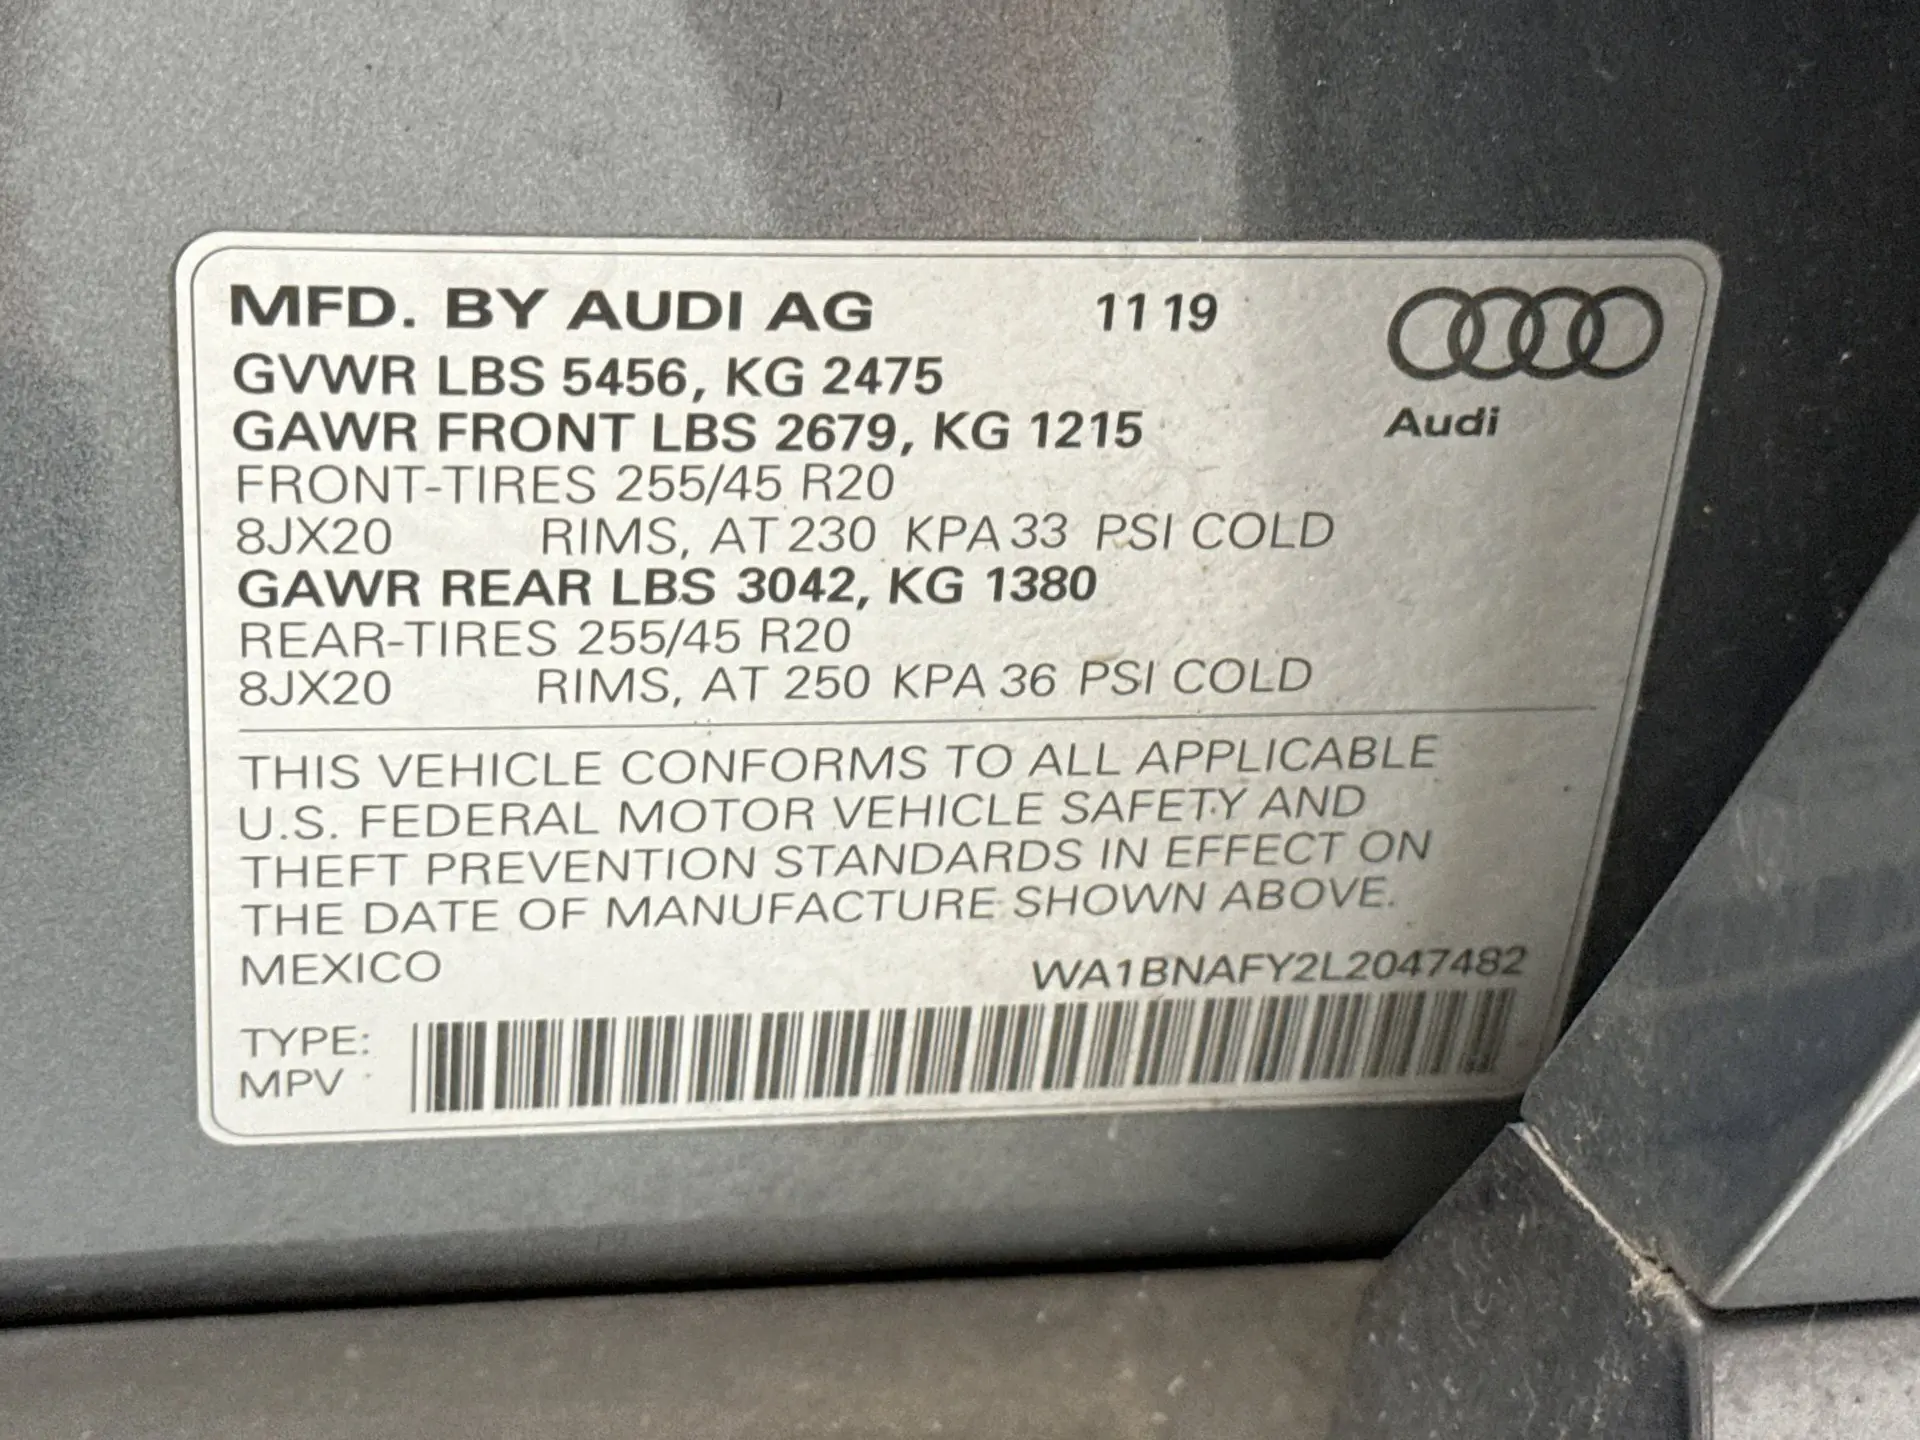 MFD. BY AUDI AG 11 19
GVWR LBS 5456, KG 2475
GAWR FRONT LBS 2679, KG 1215
Audi
FRONT-TIRES 255/45 R20
8JX20 RIMS, AT 230 KPA 33 PSI COLD
GAWR REAR LBS 3042, KG 1380
REAR-TIRES 255/45 R20
8JX20 RIMS, AT 250 KPA 36 PSI COLD
THIS VEHICLE CONFORMS TO ALL APPLICABLE
U.S. FEDERAL MOTOR VEHICLE SAFETY AND
THEFT PREVENTION STANDARDS IN EFFECT ON
THE DATE OF MANUFACTURE SHOWN ABOVE.
MEXICO WA1BNAFY2L2047482
TYPE:
MPV